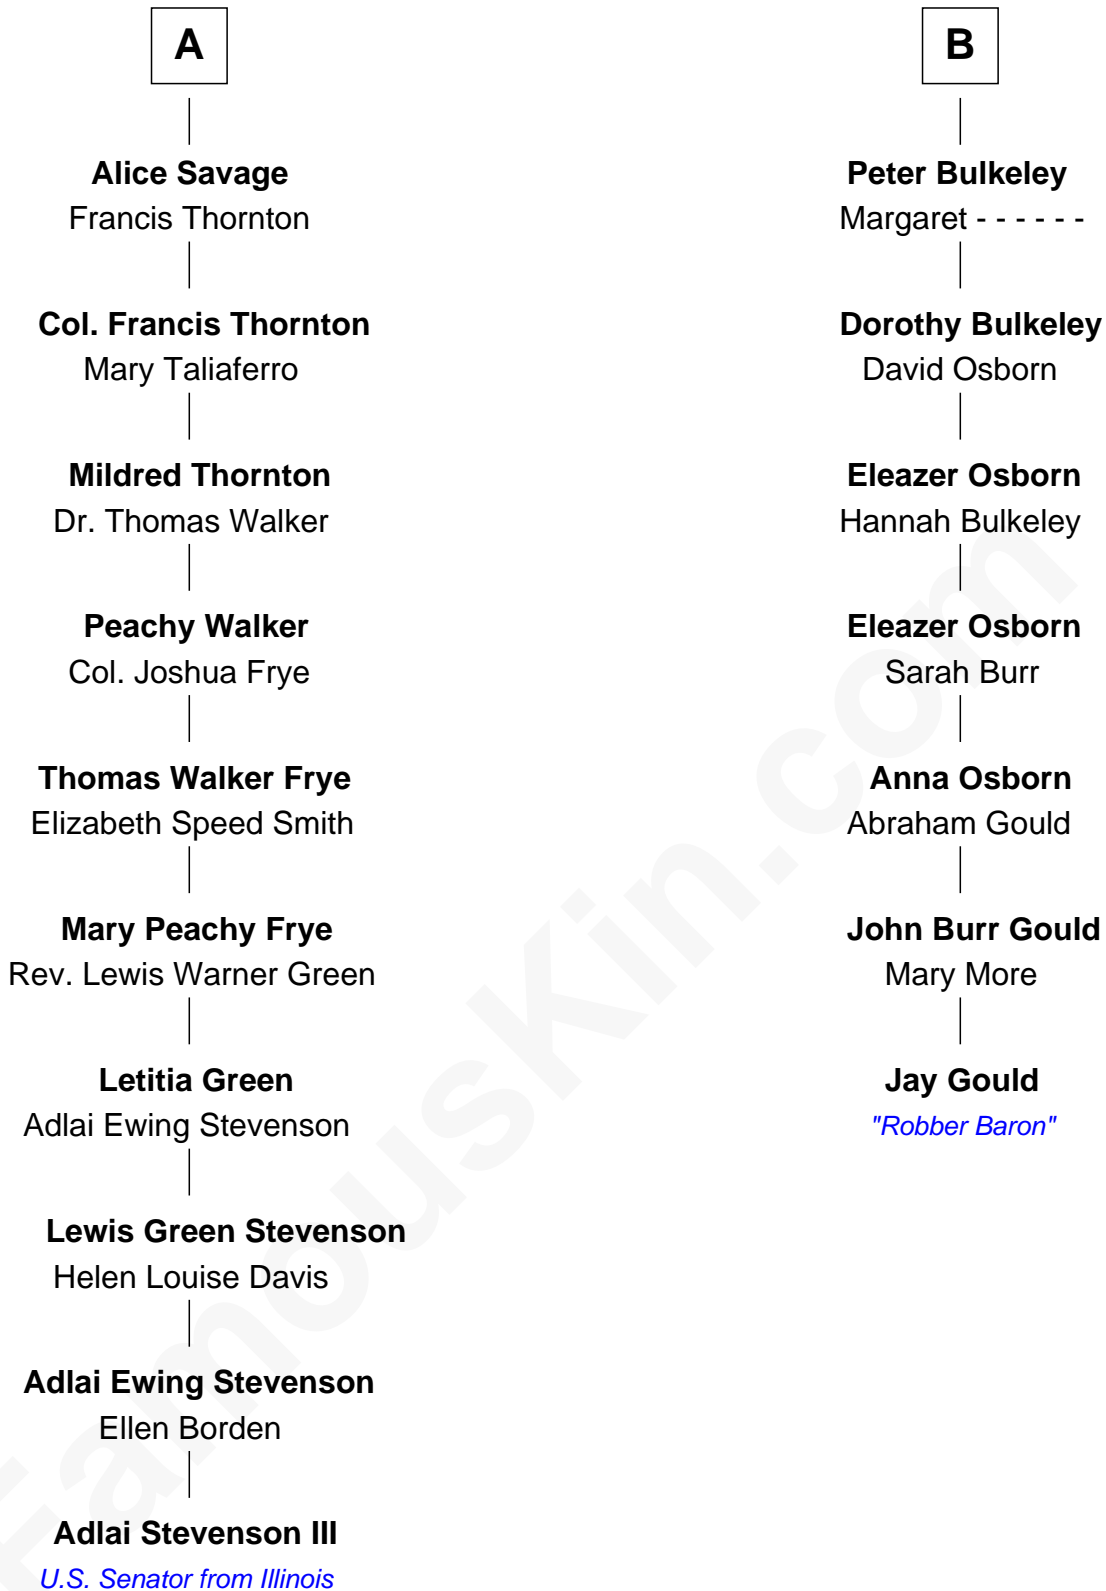 A
Alice Savage
Francis Thornton
Col. Francis Thornton
Mary Taliaferro
Mildred Thornton
Dr. Thomas Walker
Peachy Walker
Col. Joshua Frye
Thomas Walker Frye
Elizabeth Speed Smith
Mary Peachy Frye
Rev. Lewis Warner Green
Letitia Green
Adlai Ewing Stevenson
Lewis Green Stevenson
Helen Louise Davis
Adlai Ewing Stevenson
Ellen Borden
Adlai Stevenson III
U.S. Senator from Illinois
B
Peter Bulkeley
Margaret - - - - - -
Dorothy Bulkeley
David Osborn
Eleazer Osborn
Hannah Bulkeley
Eleazer Osborn
Sarah Burr
Anna Osborn
Abraham Gould
John Burr Gould
Mary More
Jay Gould
"Robber Baron"
FamousKin.com